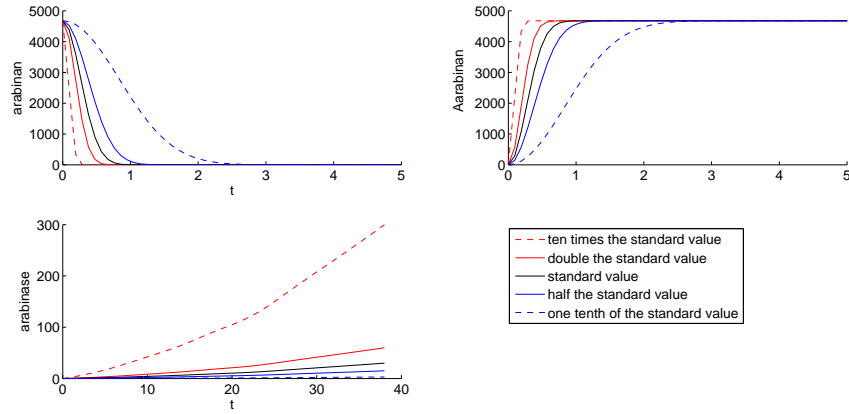 5000
4000
3000
2000
1000
0
arabinan
0 1 2 3 4 5
t
5000
4000
3000
2000
1000
0
Aarabinan
0 1 2 3 4 5
300
200
100
0
arabinase
0 10 20 30 40
t
ten times the standard value
double the standard value
standard value
half the standard value
one tenth of the standard value